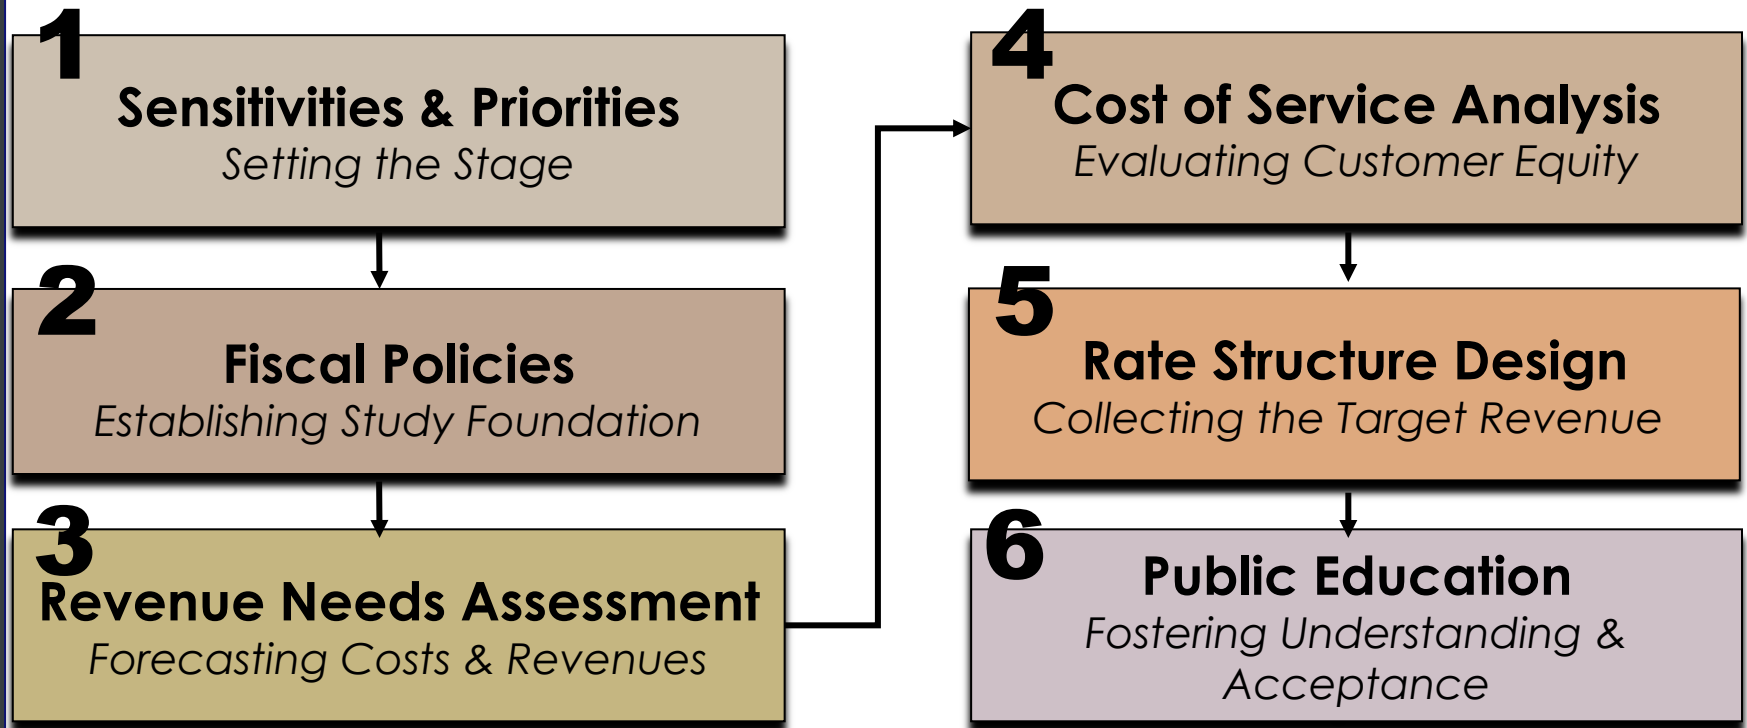 1
Sensitivities & Priorities
Setting the Stage
2
Fiscal Policies
Establishing Study Foundation
3
Revenue Needs Assessment
Forecasting Costs & Revenues
4
Cost of Service Analysis
Evaluating Customer Equity
5
Rate Structure Design
Collecting the Target Revenue
6
Public Education
Fostering Understanding &
Acceptance